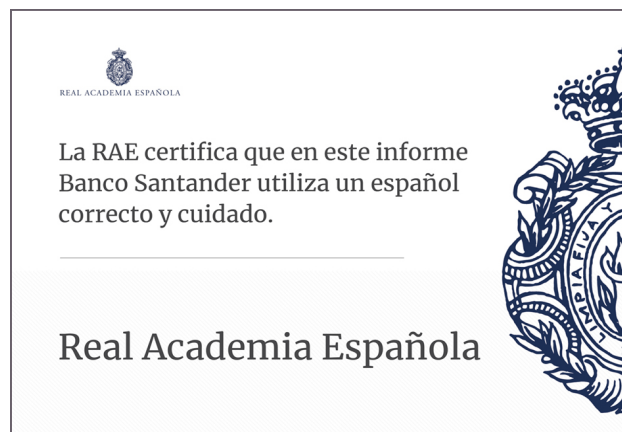 REAL ACADEMIA ESPAÑOLA
La RAE certifica que en este informe
Banco Santander utiliza un español
correcto y cuidado.
Real Academia Española
LIMPIA FIJA Y